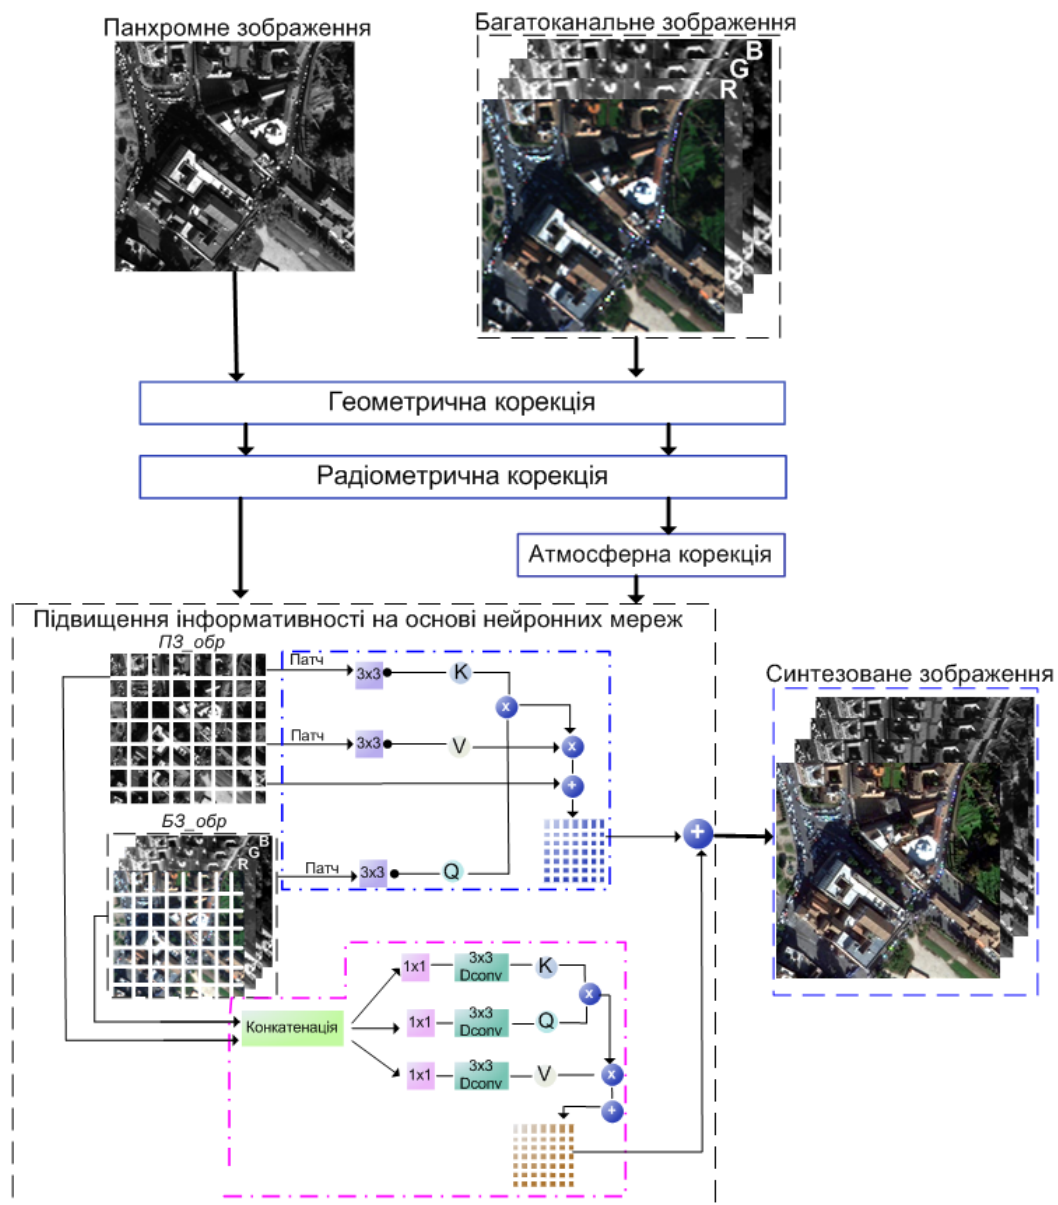 Панхромне зображення
Багатоканальне зображення
B
G
R
Геометрична корекція
Радіометрична корекція
Атмосферна корекція
Підвищення інформативності на основі нейронних мереж
ПЗ_обр
Патч
3x3
K
x
Патч
3x3
V
x
+
БЗ_обр
B
G
R
Патч
3x3
Q
+
Синтезоване зображення
1x1
3x3
Dconv
K
x
Конкатенація
1x1
3x3
Dconv
Q
1x1
3x3
Dconv
V
x
+